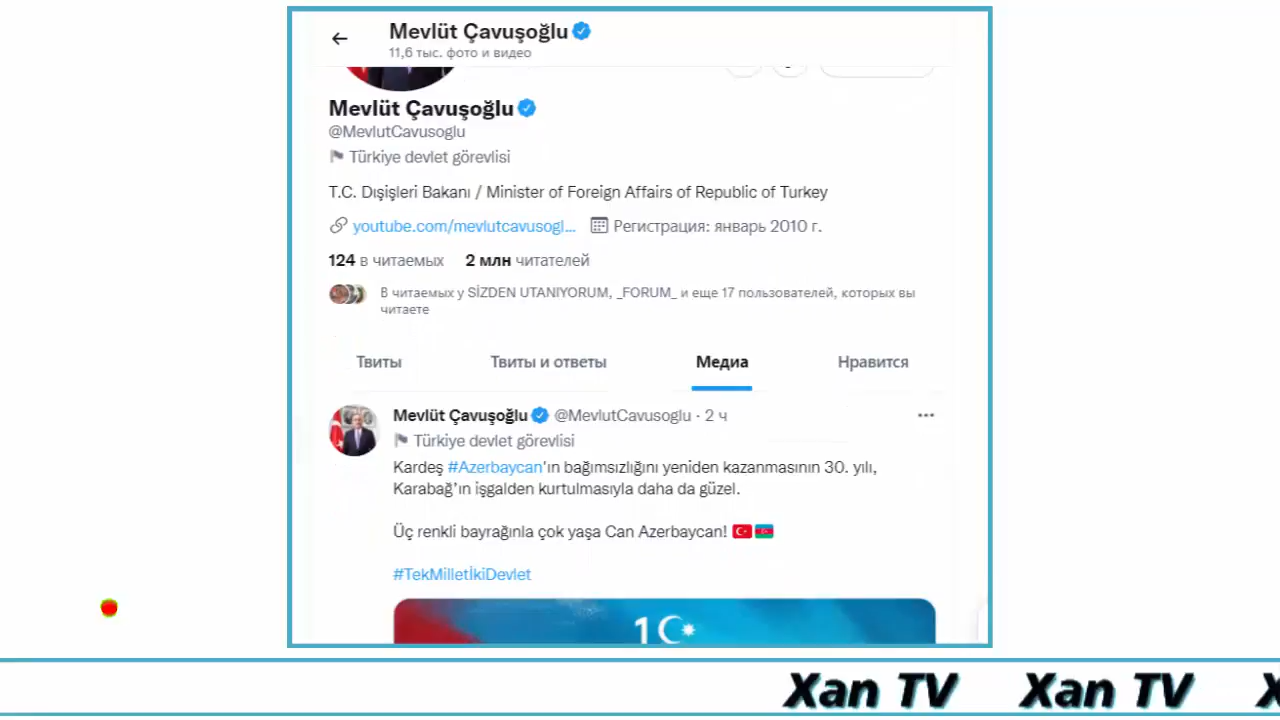 Mevlüt Çavuşoğlu
11,6 тыс. фото и видео
Mevlüt Çavuşoğlu
@MevlutCavusoglu
Türkiye devlet görevlisi
T.C. Dışişleri Bakanı / Minister of Foreign Affairs of Republic of Turkey
youtube.com/mevlutcavusogl... Регистрация: январь 2010 г.
124 в читаемых 2 млн читателей
В читаемых у SİZDEN UTANIYORUM, _FORUM_ и еще 17 пользователей, которых вы
читаете
Твиты Твиты и ответы Медиа Нравится
Mevlüt Çavuşoğlu @MevlutCavusoglu · 2 ч
Türkiye devlet görevlisi
Kardeş #Azerbaycan'ın bağımsızlığını yeniden kazanmasının 30. yılı,
Karabağ’ın işgalden kurtulmasıyla daha da güzel.
Üç renkli bayrağınla çok yaşa Can Azerbaycan! 🇹🇷🇦🇿
#TekMilletİkiDevlet
Xan TV Xan TV X